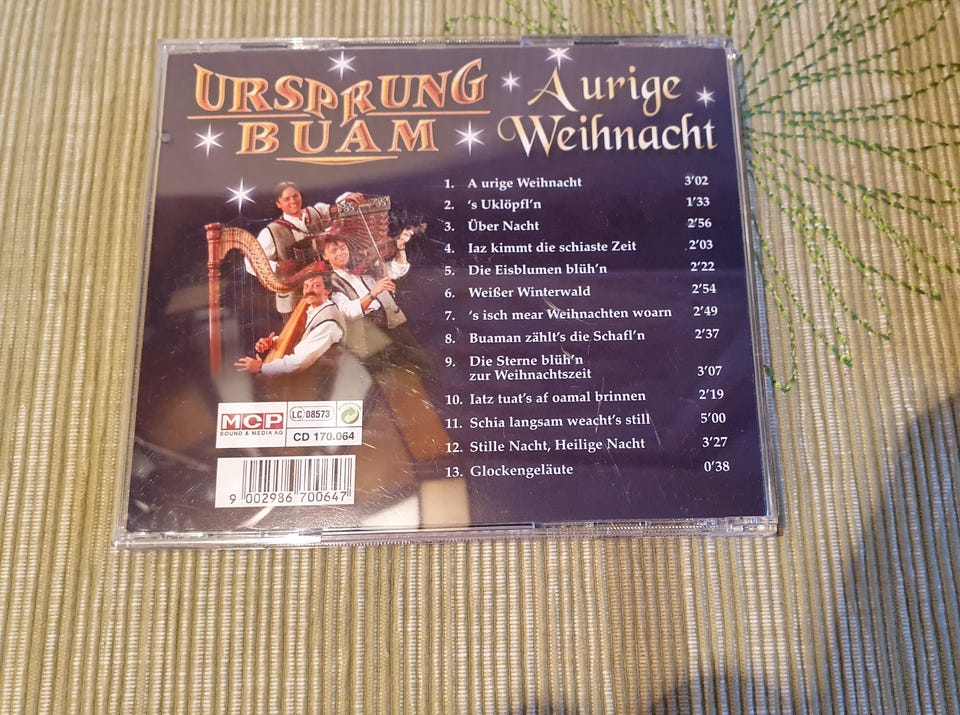 URSPRUNG
BUAM
A urige
Weihnacht
1. A urige Weihnacht 3'02
2. 's Uklöpfl'n 1'33
3. Über Nacht 2'56
4. Iaz kimmt die schiaste Zeit 2'03
5. Die Eisblumen blüh'n 2'22
6. Weißer Winterwald 2'54
7. 's isch mear Weihnachten woarn 2'49
8. Buaman zählt's die Schafl'n 2'37
9. Die Sterne blüh'n
zur Weihnachtszeit 3'07
10. Iatz tuat's af oamal brinnen 2'19
11. Schia langsam weacht's still 5'00
12. Stille Nacht, Heilige Nacht 3'27
13. Glockengeläute 0'38
MCP
SOUND & MEDIA AG
LC 08573
CD 170.064
9 002986 700647